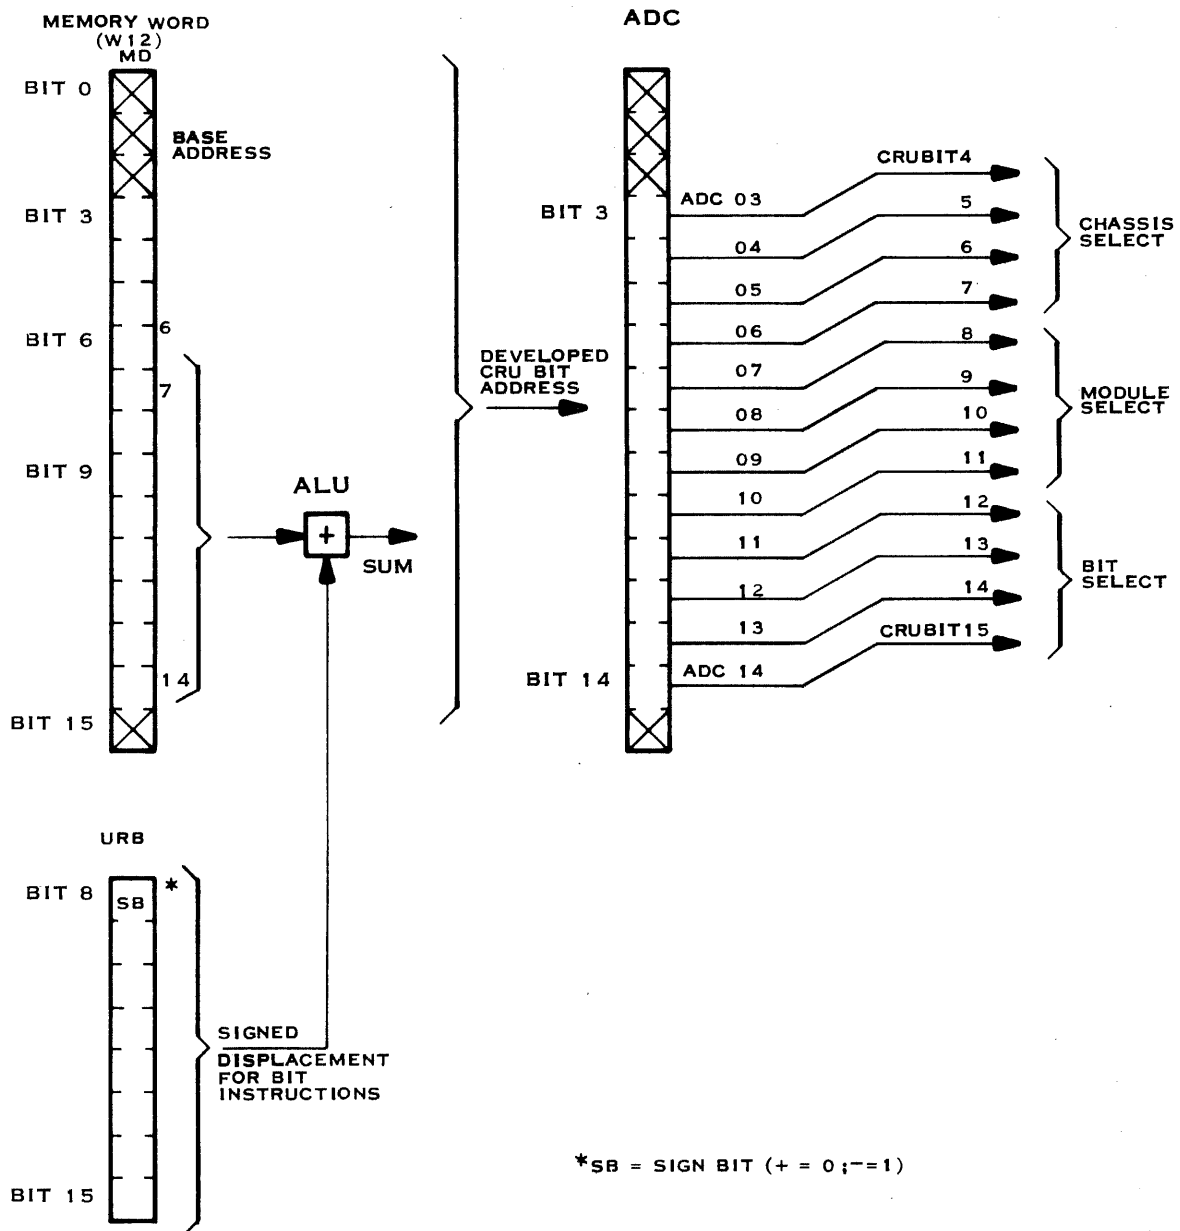 MEMORY WORD
(W12)
MD
BIT 0
BASE
ADDRESS
BIT 3
BIT 6
6
7
BIT 9
14
BIT 15
ALU
+
SUM
URB
BIT 8
SB
*
SIGNED
DISPLACEMENT
FOR BIT
INSTRUCTIONS
BIT 15
DEVELOPED
CRU BIT
ADDRESS
ADC
BIT 3
BIT 14
ADC 03
04
05
06
07
08
09
10
11
12
13
ADC 14
CRUBIT4
5
6
7
8
9
10
11
12
13
14
CRUBIT15
CHASSIS
SELECT
MODULE
SELECT
BIT
SELECT
*SB = SIGN BIT (+ = 0;-=1)